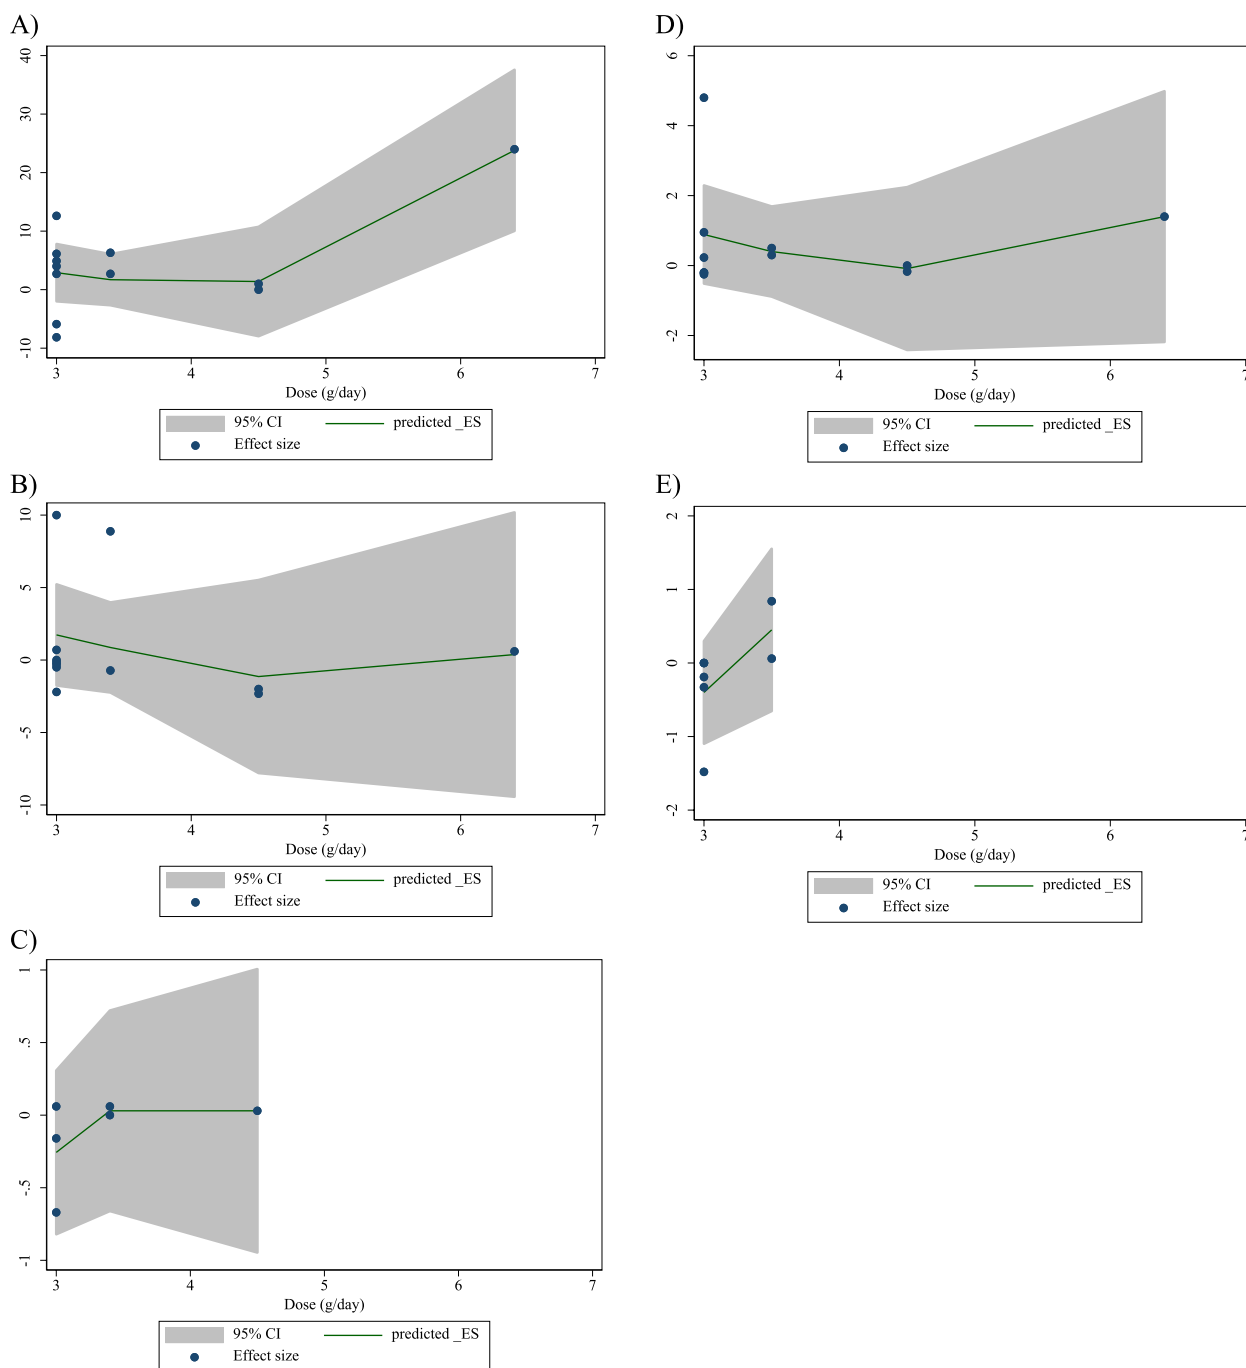 A)
40
30
20
10
0
-10
3
4
5
6
7
Dose (g/day)
95% CI
predicted _ES
Effect size
B)
10
5
0
-5
-10
3
4
5
6
7
Dose (g/day)
95% CI
predicted _ES
Effect size
C)
1
.5
0
-.5
-1
3
4
5
6
7
Dose (g/day)
95% CI
predicted _ES
Effect size
D)
6
4
2
0
-2
3
4
5
6
7
Dose (g/day)
95% CI
predicted _ES
Effect size
E)
2
1
0
-1
-2
3
4
5
6
7
Dose (g/day)
95% CI
predicted _ES
Effect size